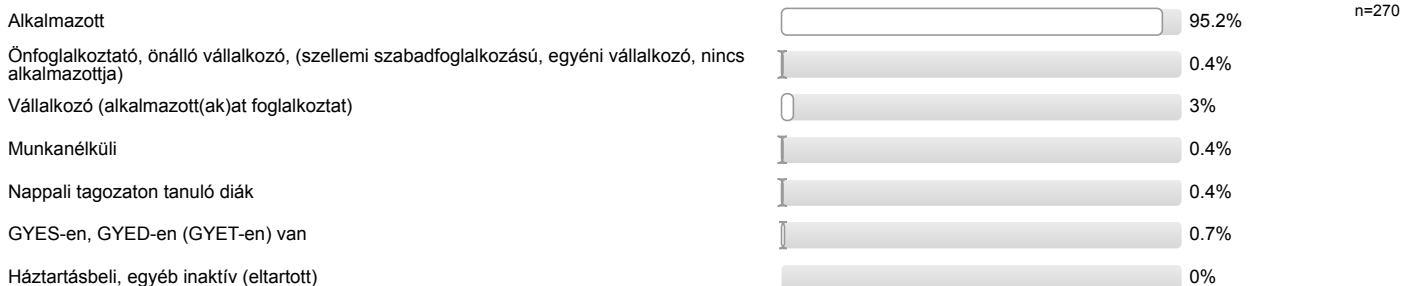 Alkalmazott 95.2% n=270
Önfoglalkoztató, önálló vállalkozó, (szellemi szabadfoglalkozású, egyéni vállalkozó, nincs
alkalmazottja) 0.4%
Vállalkozó (alkalmazott(ak)at foglalkoztat) 3%
Munkanélküli 0.4%
Nappali tagozaton tanuló diák 0.4%
GYES-en, GYED-en (GYET-en) van 0.7%
Háztartásbeli, egyéb inaktív (eltartott) 0%